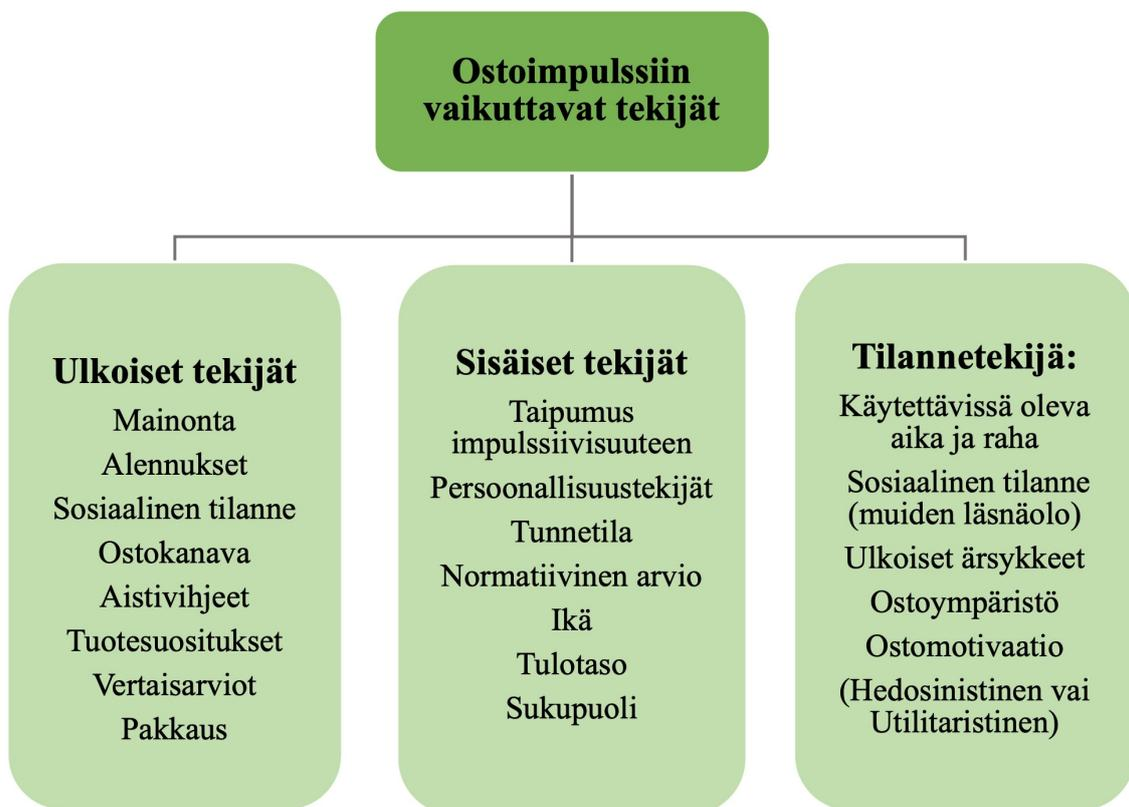 Ostoimpulssiin
vaikuttavat tekijät
Ulkoiset tekijät
Mainonta
Alennukset
Sosiaalinen tilanne
Ostokanava
Aistivihjeet
Tuotesuositukset
Vertaisarviot
Pakkaus
Sisäiset tekijät
Taipumus
impulssiivisuuteen
Persoonallisuustekijät
Tunnetila
Normatiivinen arvio
Ikä
Tulotaso
Sukupuoli
Tilannetekijä:
Käytettävissä oleva
aika ja raha
Sosiaalinen tilanne
(muiden läsnäolo)
Ulkoiset ärsykkeet
Ostoympäristö
Ostomotivaatio
(Hedosinistinen vai
Utilitaristinen)